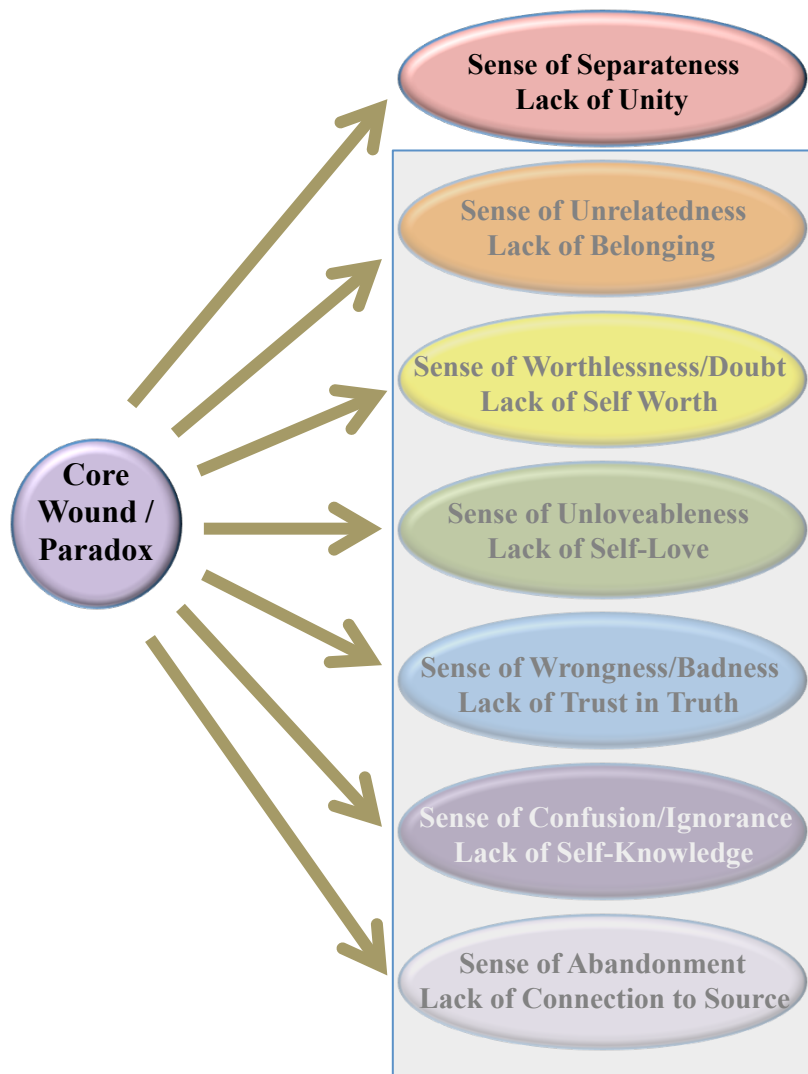 Sense of Separateness
Lack of Unity
Sense of Unrelatedness
Lack of Belonging
Sense of Worthlessness/Doubt
Lack of Self Worth
Core
Wound /
Paradox
Sense of Unloveableness
Lack of Self-Love
Sense of Wrongness/Badness
Lack of Trust in Truth
Sense of Confusion/Ignorance
Lack of Self-Knowledge
Sense of Abandonment
Lack of Connection to Source